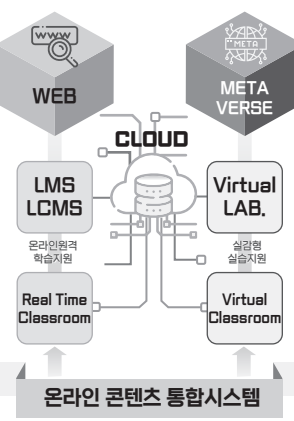 www
META
WEB
META
VERSE
CLOUD
LMS
LCMS
Virtual
LAB.
온라인원격
학습지원
실감형
실습지원
Real Time
Classroom
Virtual
Classroom
온라인 콘텐츠 통합시스템